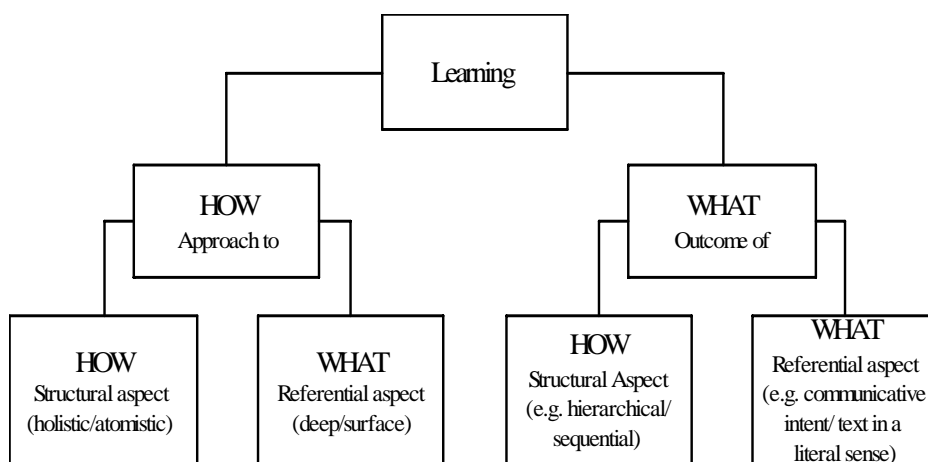 Learning
HOW
Approach to
WHAT
Outcome of
HOW
Structural aspect
(holistic/atomistic)
WHAT
Referential aspect
(deep/surface)
HOW
Structural Aspect
(e.g. hierarchical/
sequential)
WHAT
Referential aspect
(e.g. communicative
intent/ text in a
literal sense)